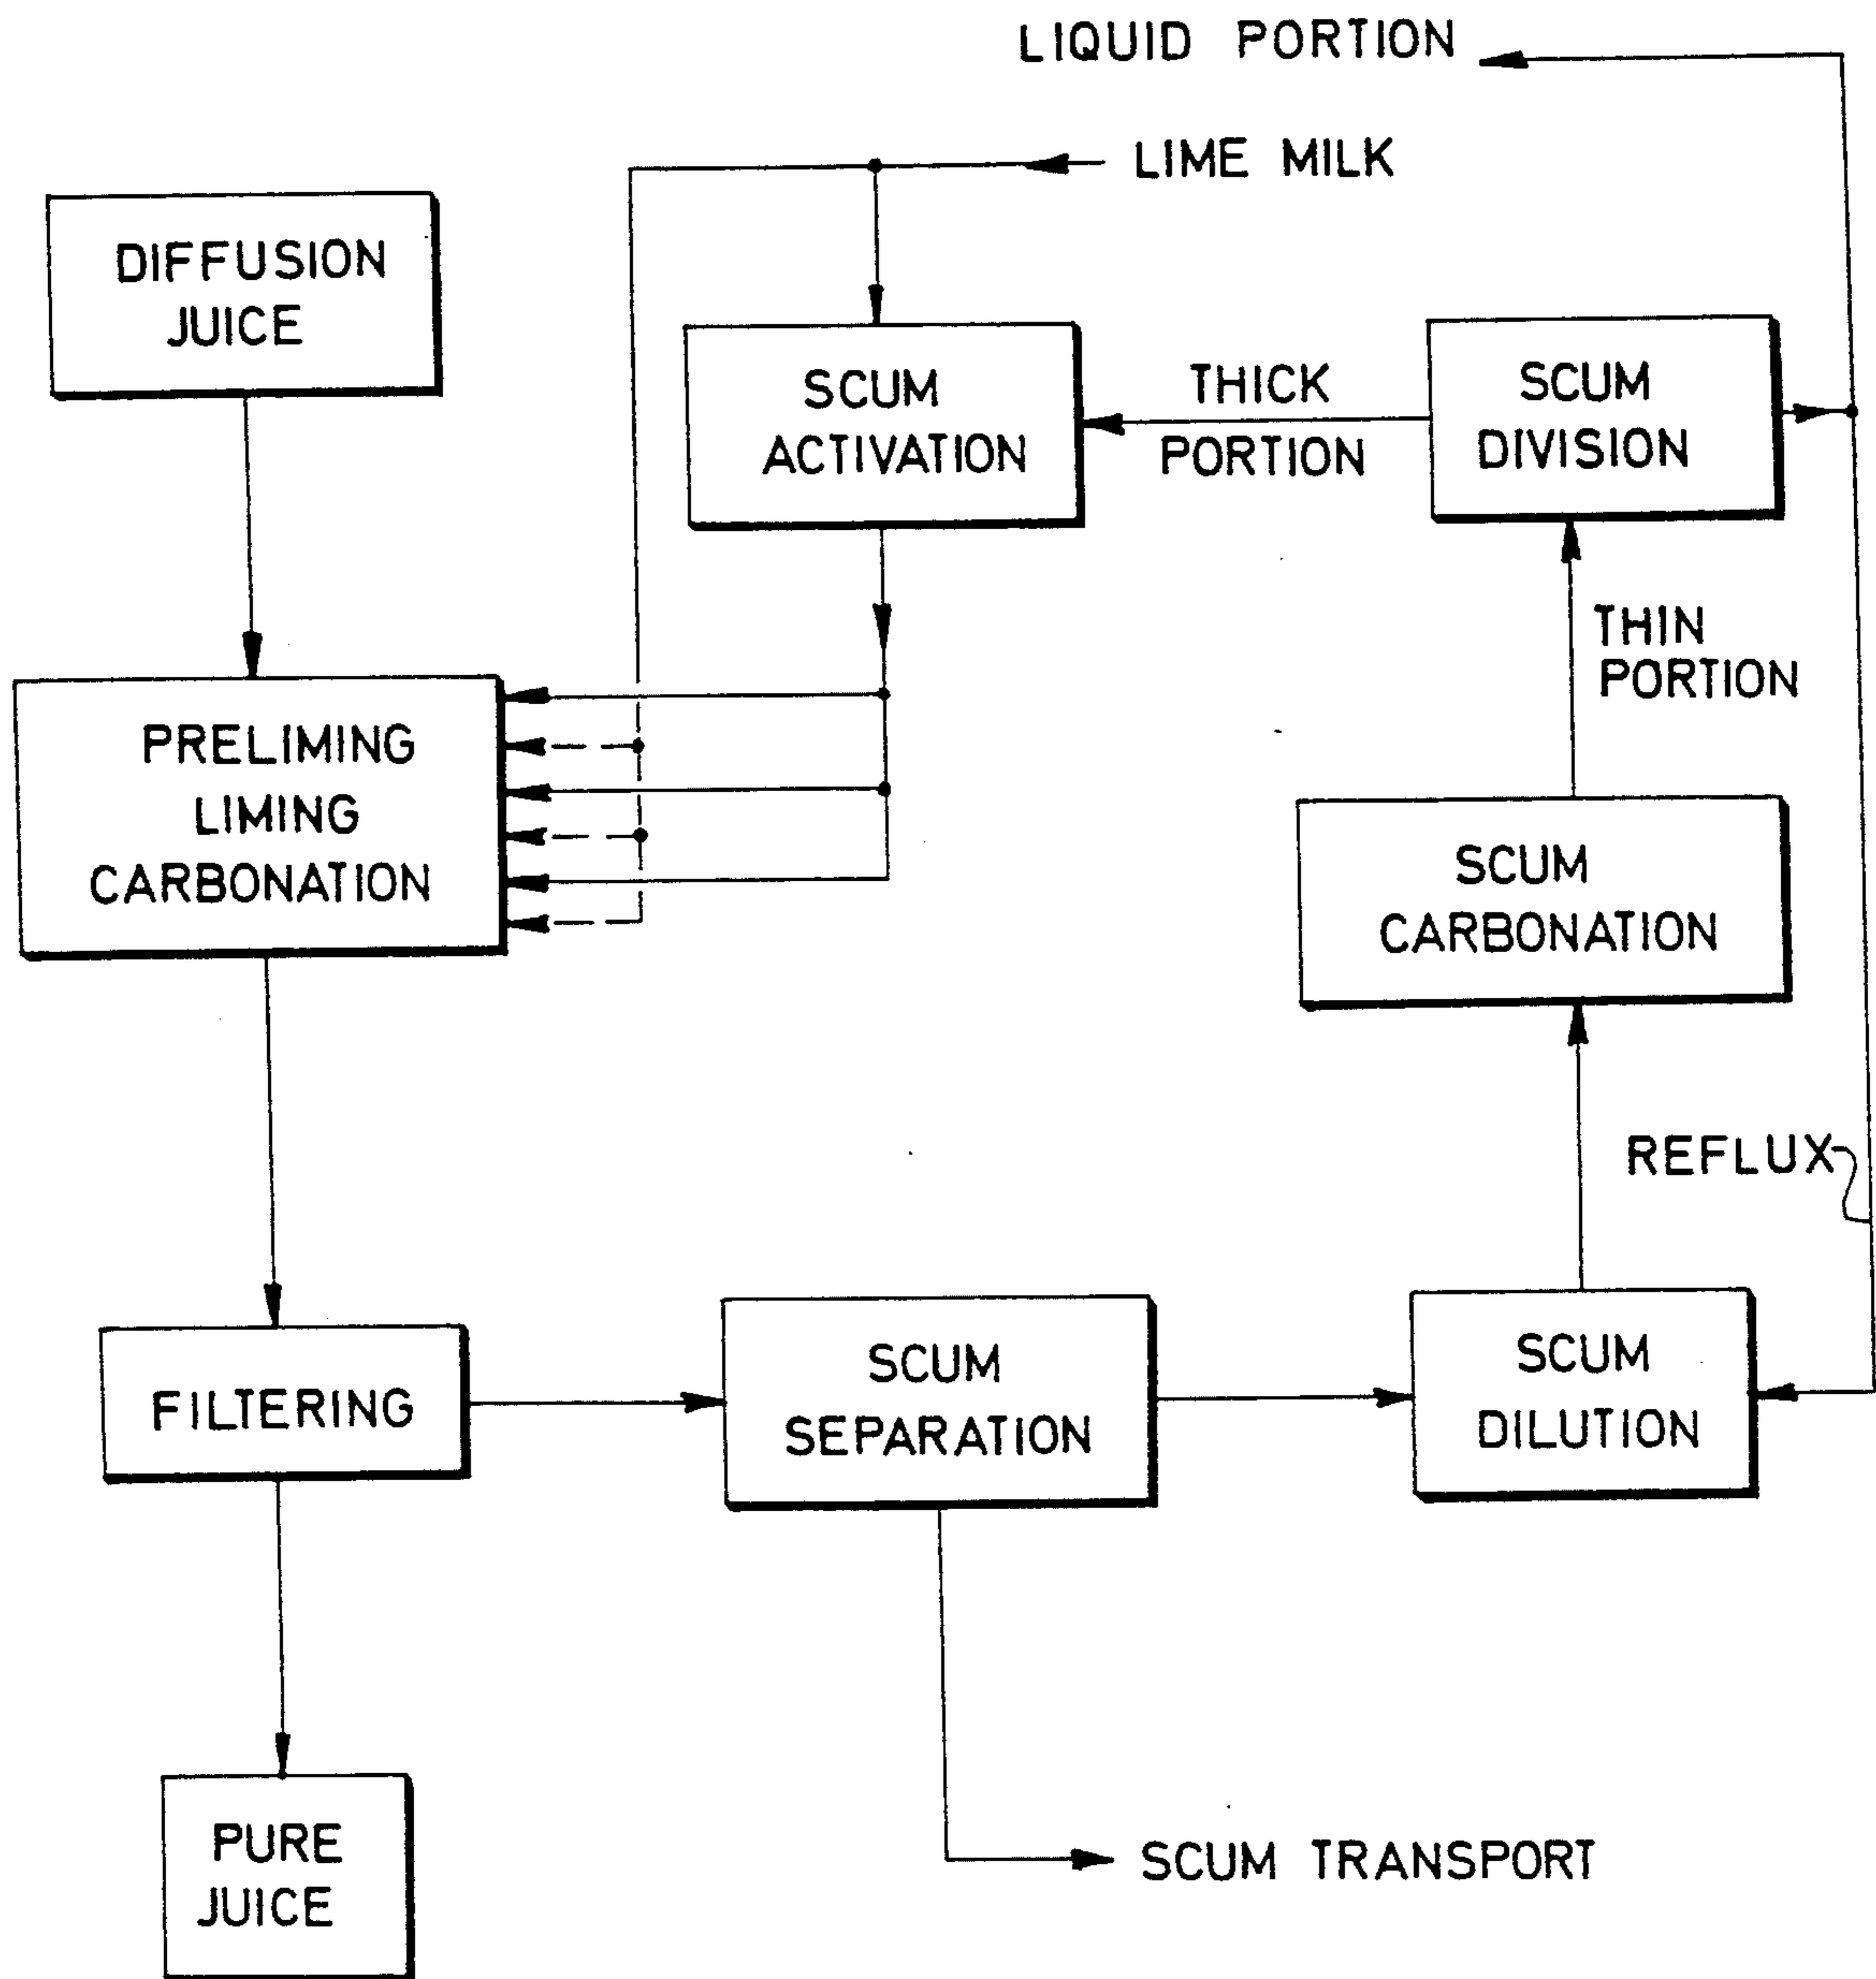 LIQUID PORTION
LIME MILK
DIFFUSION
JUICE
SCUM
ACTIVATION
THICK
PORTION
SCUM
DIVISION
THIN
PORTION
PRELIMING
LIMING
CARBONATION
SCUM
CARBONATION
REFLUX
FILTERING
SCUM
SEPARATION
SCUM
DILUTION
PURE
JUICE
SCUM TRANSPORT